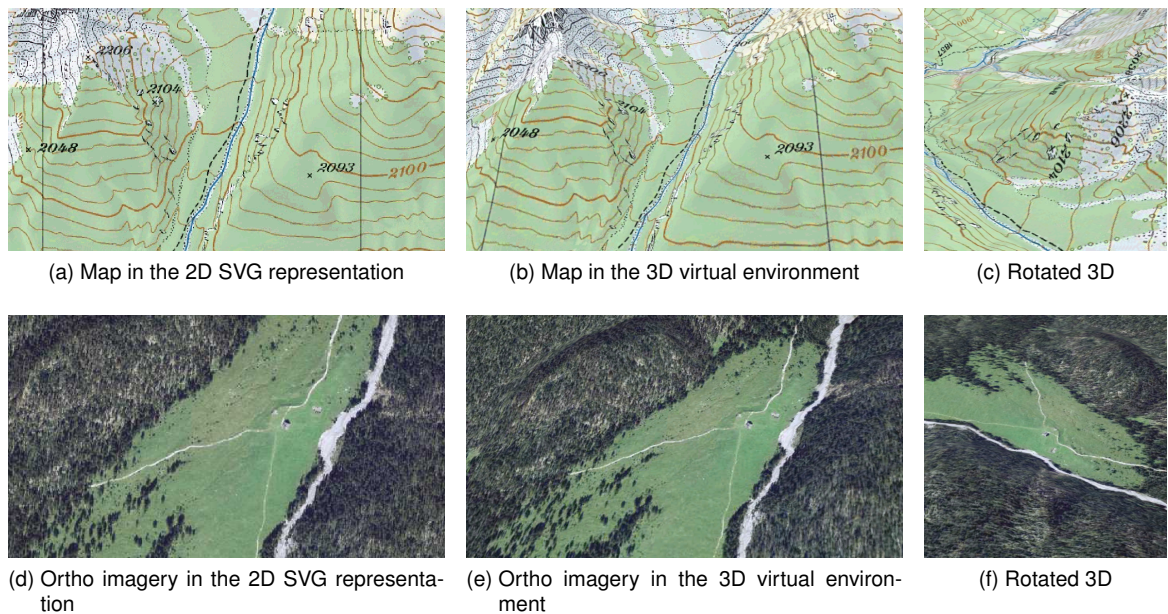 2206
2104
2048
2093
2100
2104
2048
2093
2100
1857
2104
(a) Map in the 2D SVG representation
(b) Map in the 3D virtual environment
(c) Rotated 3D
(d) Ortho imagery in the 2D SVG representa-
tion
(e) Ortho imagery in the 3D virtual environ-
ment
(f) Rotated 3D